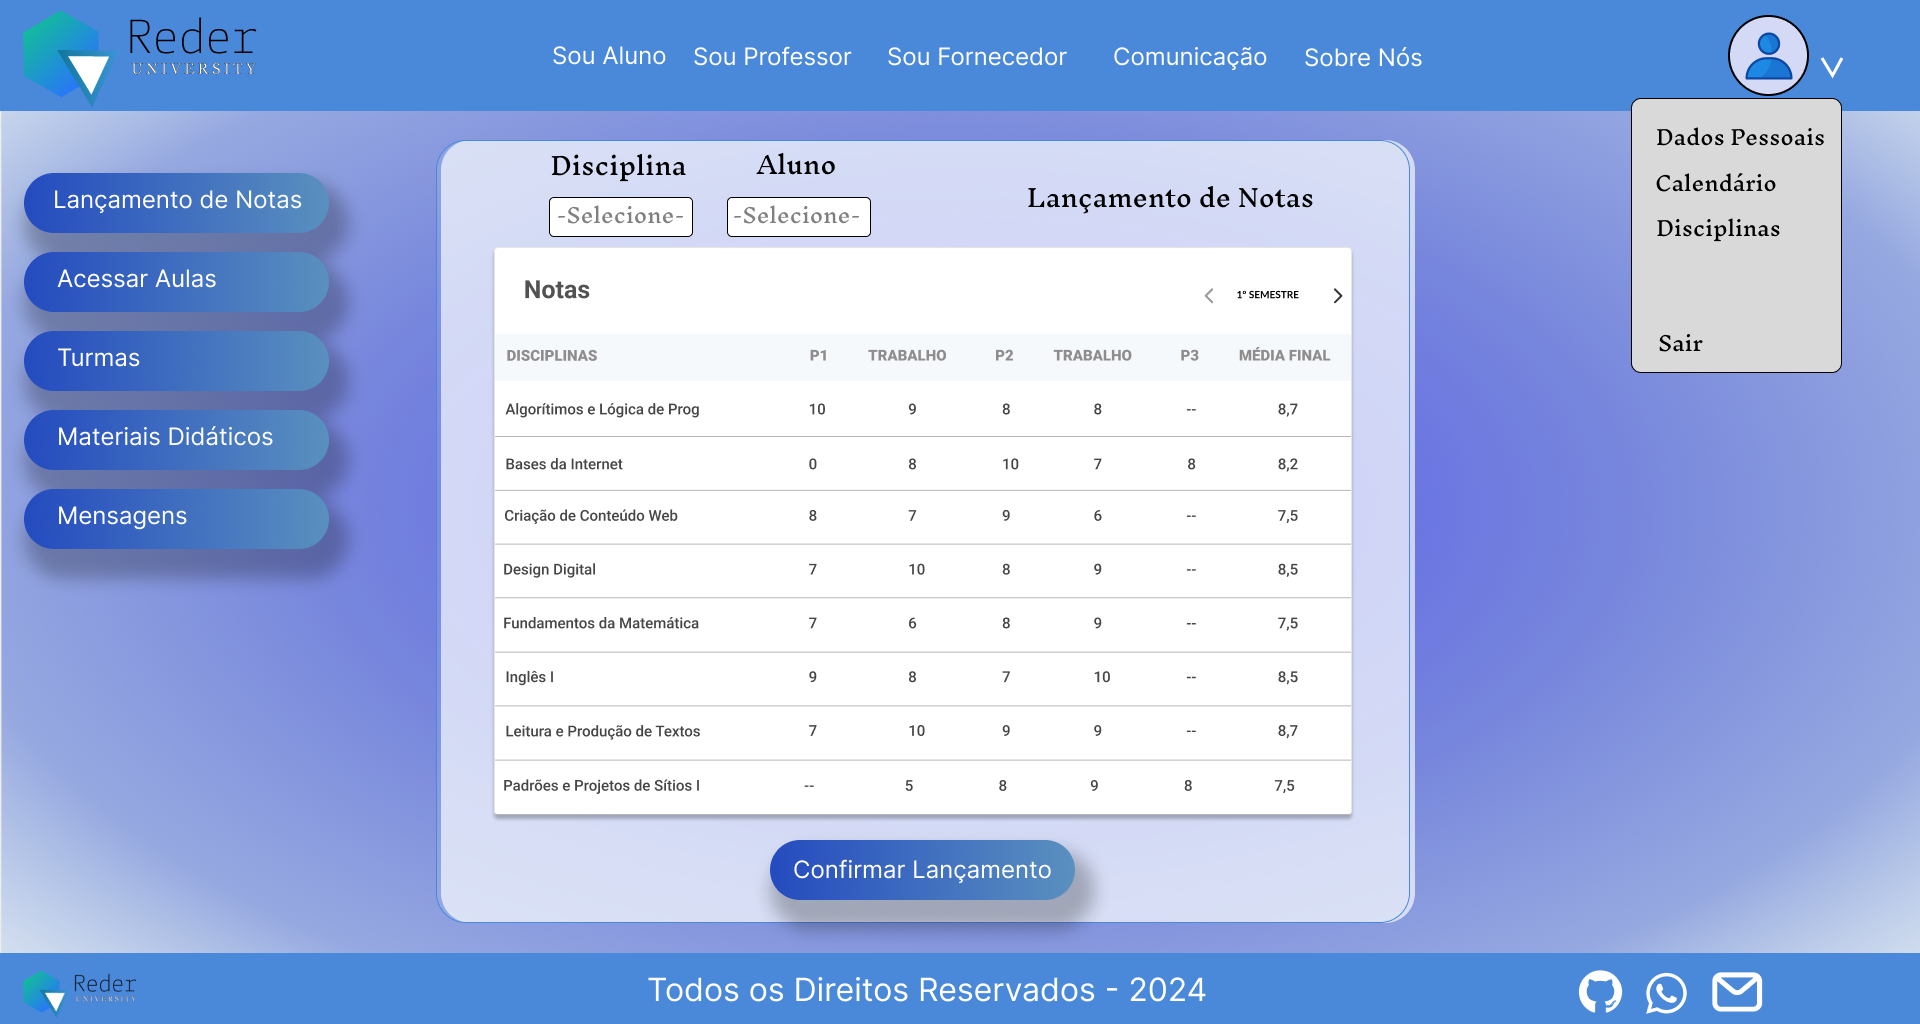 Reder
UNIVERSITY
Sou Aluno Sou Professor Sou Fornecedor Comunicação Sobre Nós
Dados Pessoais
Calendário
Disciplinas
Sair
Lançamento de Notas
Acessar Aulas
Turmas
Materiais Didáticos
Mensagens
Disciplina Aluno
-Selecione- -Selecione-
Lançamento de Notas
Notas
1º SEMESTRE
DISCIPLINAS P1 TRABALHO P2 TRABALHO P3 MÉDIA FINAL
Algorítimos e Lógica de Prog 10 9 8 8 -- 8,7
Bases da Internet 0 8 10 7 8 8,2
Criação de Conteúdo Web 8 7 9 6 -- 7,5
Design Digital 7 10 8 9 -- 8,5
Fundamentos da Matemática 7 6 8 9 -- 7,5
Inglês I 9 8 7 10 -- 8,5
Leitura e Produção de Textos 7 10 9 9 -- 8,7
Padrões e Projetos de Sítios I -- 5 8 9 8 7,5
Confirmar Lançamento
Reder
UNIVERSITY
Todos os Direitos Reservados - 2024